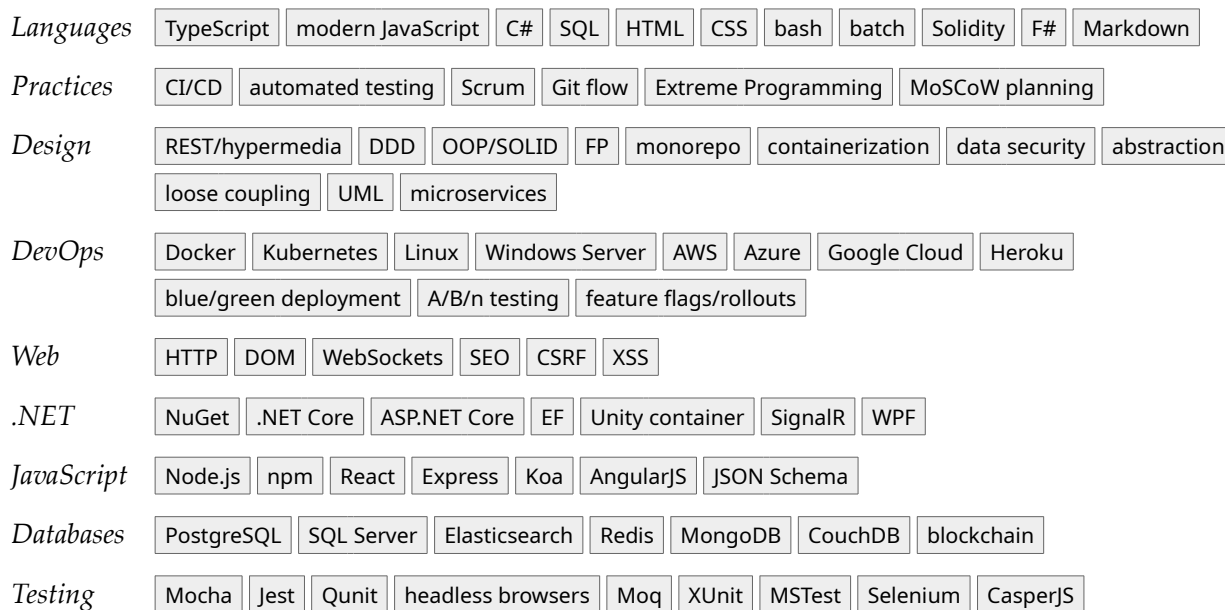 Languages TypeScript modern JavaScript C# SQL HTML CSS bash batch Solidity F# Markdown
Practices CI/CD automated testing Scrum Git flow Extreme Programming MoSCoW planning
Design REST/hypermedia DDD OOP/SOLID FP monorepo containerization data security abstraction
loose coupling UML microservices
DevOps Docker Kubernetes Linux Windows Server AWS Azure Google Cloud Heroku
blue/green deployment A/B/n testing feature flags/rollouts
Web HTTP DOM WebSockets SEO CSRF XSS
.NET NuGet .NET Core ASP.NET Core EF Unity container SignalR WPF
JavaScript Node.js npm React Express Koa AngularJS JSON Schema
Databases PostgreSQL SQL Server Elasticsearch Redis MongoDB CouchDB blockchain
Testing Mocha Jest Qunit headless browsers Moq XUnit MSTest Selenium CasperJS